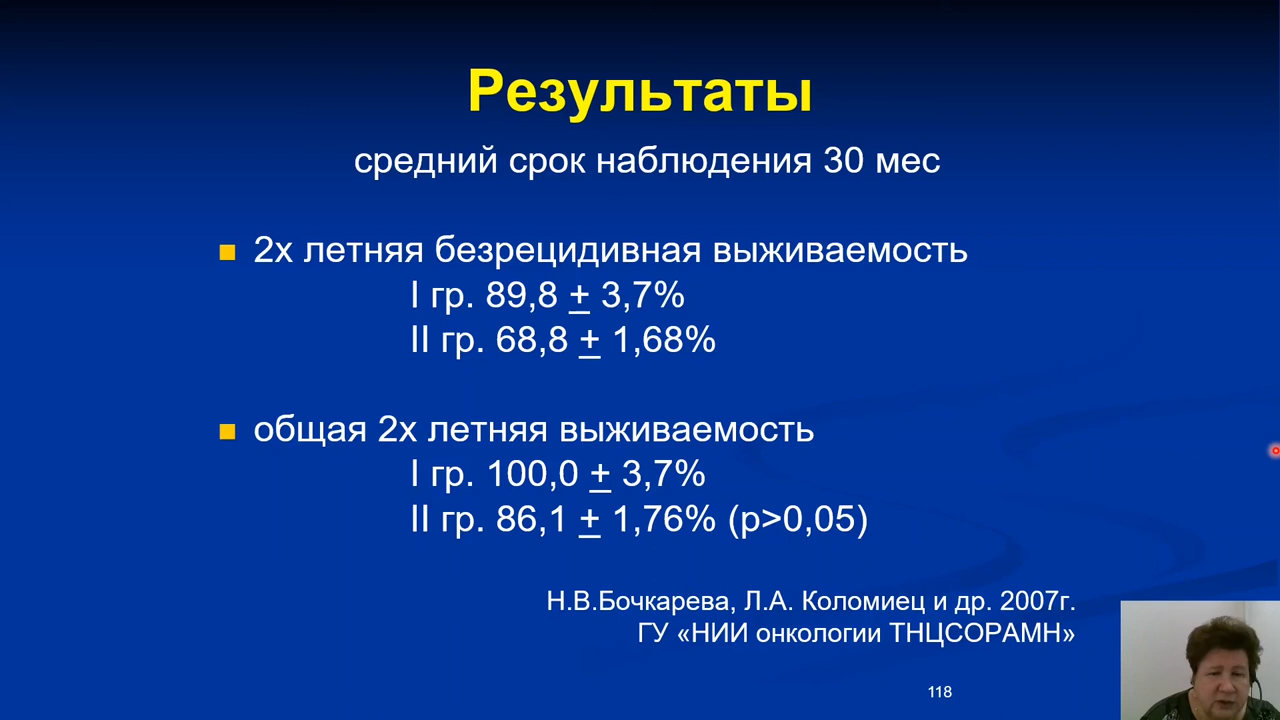 Результаты
средний срок наблюдения 30 мес
2х летняя безрецидивная выживаемость
I гр. 89,8 ± 3,7%
II гр. 68,8 ± 1,68%
общая 2х летняя выживаемость
I гр. 100,0 ± 3,7%
II гр. 86,1 ± 1,76% (р>0,05)
Н.В.Бочкарева, Л.А. Коломиец и др. 2007г.
ГУ «НИИ онкологии ТНЦСОРАМН»
118